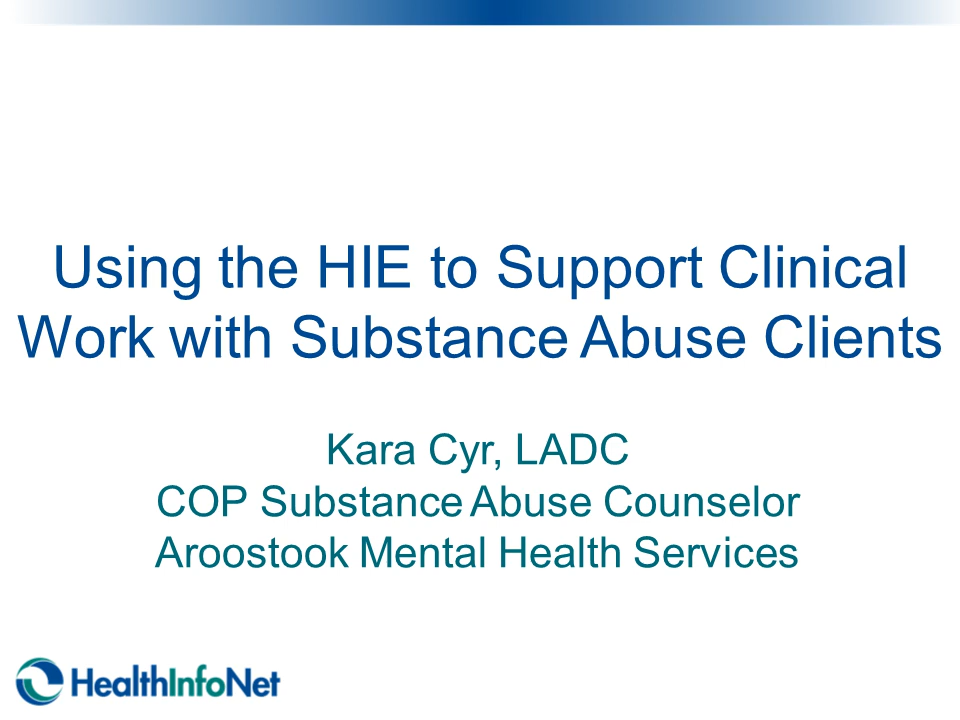 Using the HIE to Support Clinical
Work with Substance Abuse Clients
Kara Cyr, LADC
COP Substance Abuse Counselor
Aroostook Mental Health Services
HealthInfoNet